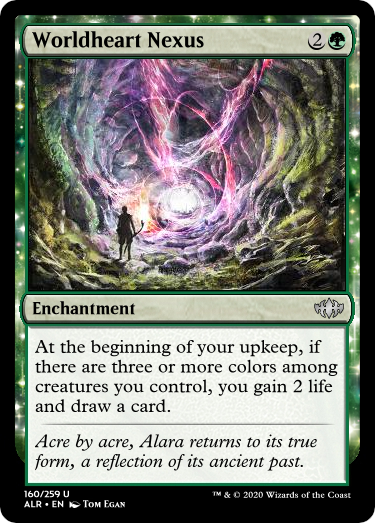 Worldheart Nexus 2
Enchantment
At the beginning of your upkeep, if
there are three or more colors among
creatures you control, you gain 2 life
and draw a card.
Acre by acre, Alara returns to its true
form, a reflection of its ancient past.
160/259 U
ALR • EN Tom Egan
™ & © 2020 Wizards of the Coast